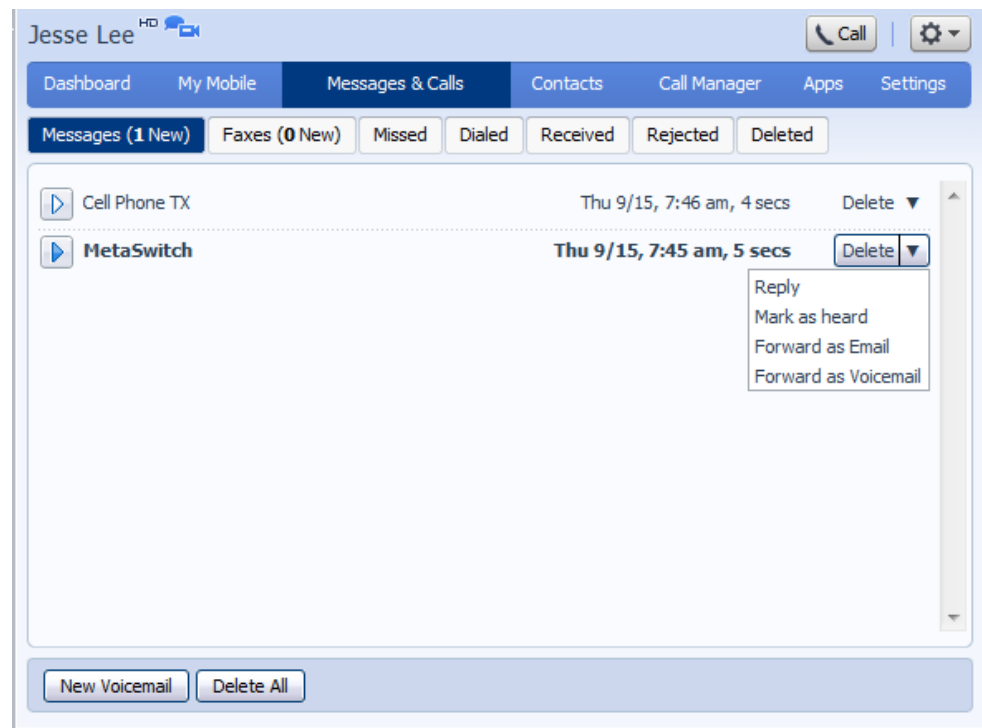 Jesse Lee HD Call
Dashboard My Mobile Messages & Calls Contacts Call Manager Apps Settings
Messages (1 New) Faxes (0 New) Missed Dialed Received Rejected Deleted
Cell Phone TX Thu 9/15, 7:46 am, 4 secs Delete ▼
MetaSwitch Thu 9/15, 7:45 am, 5 secs Delete ▼
Reply
Mark as heard
Forward as Email
Forward as Voicemail
New Voicemail Delete All